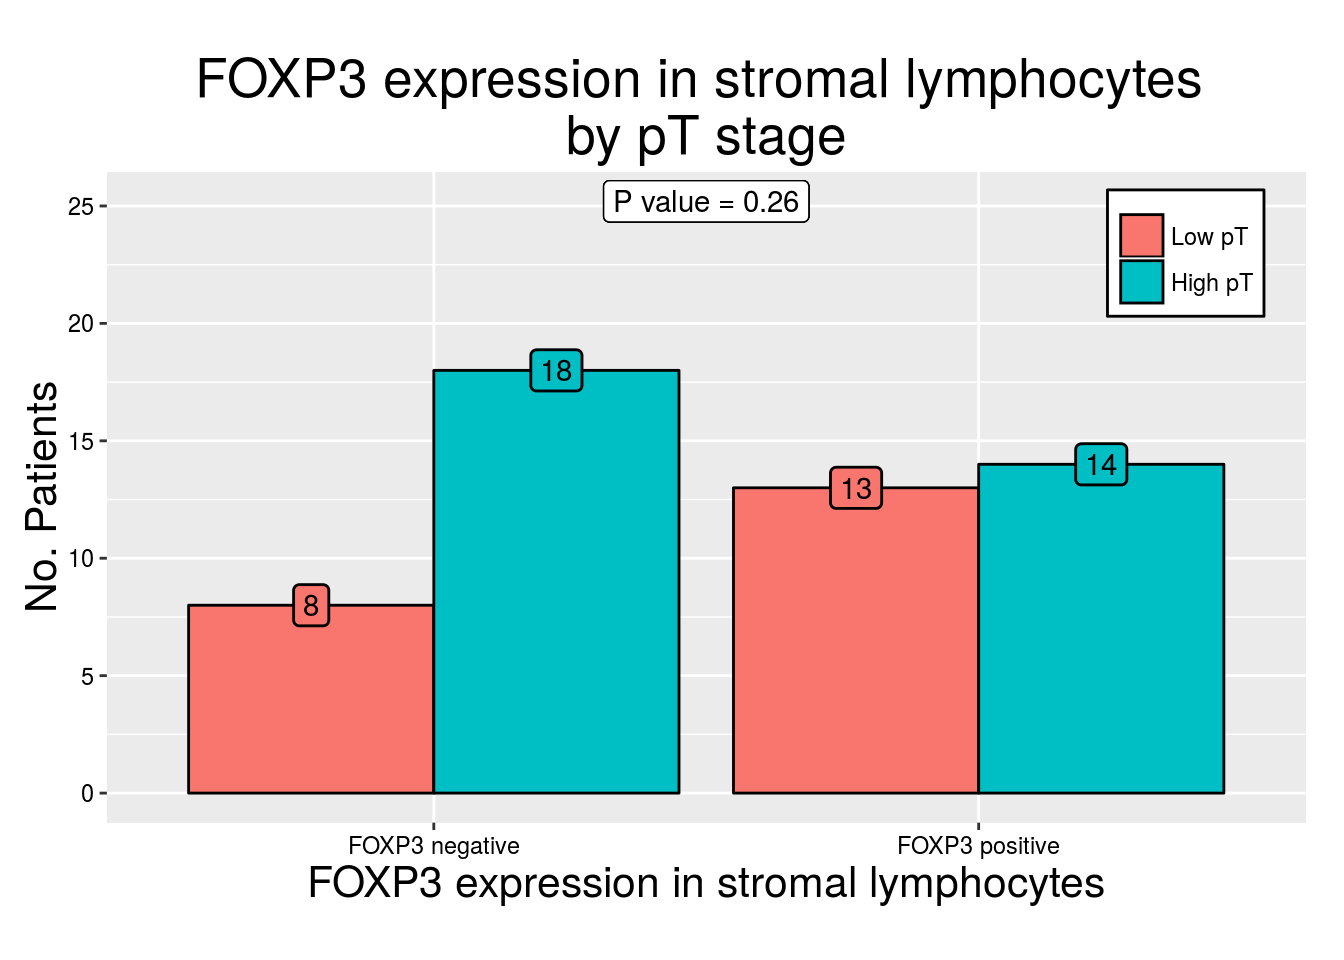 FOXP3 expression in stromal lymphocytes
by pT stage
P value = 0.26
Low pT
High pT
No. Patients
25
20
15
10
5
0
8
18
13
14
FOXP3 negative
FOXP3 positive
FOXP3 expression in stromal lymphocytes